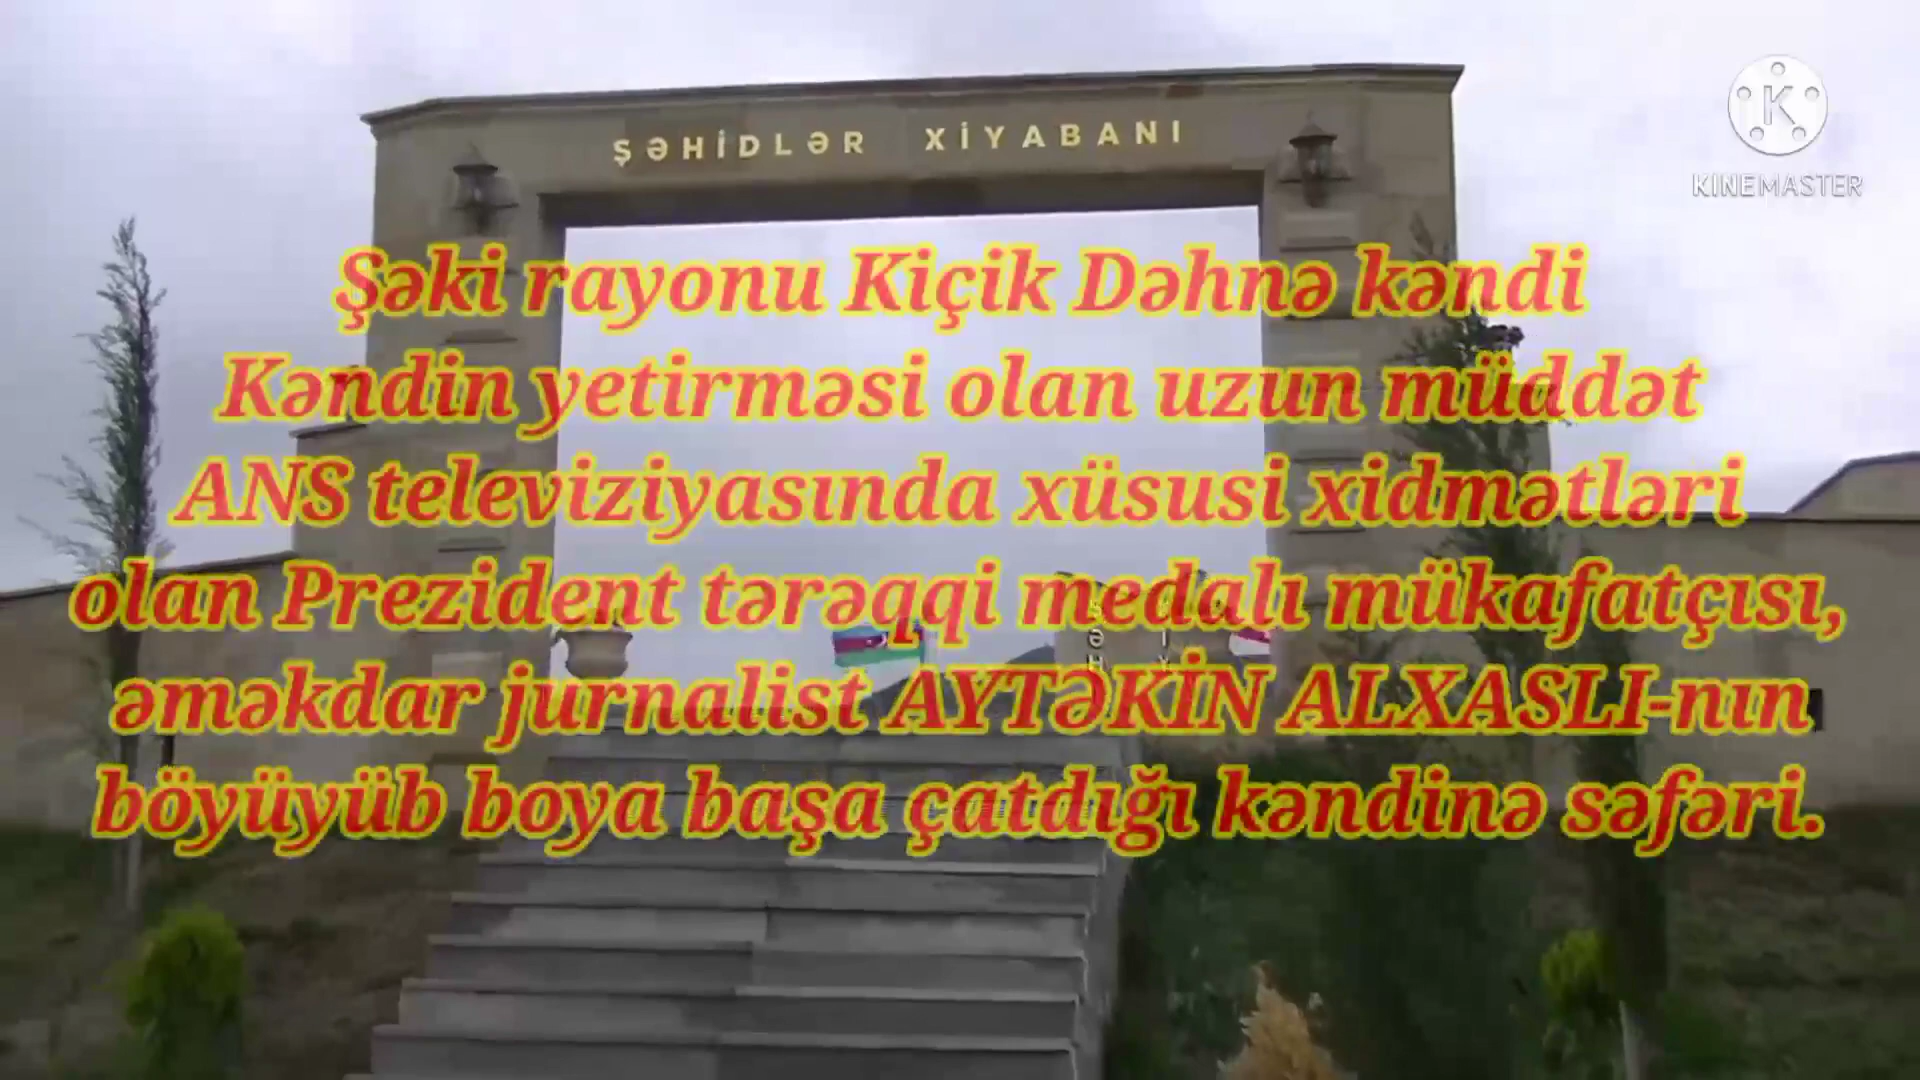 ŞƏHİDLƏR XİYABANI
KINEMASTER
Şəki rayonu Kiçik Dəhnə kəndi
Kəndin yetirməsi olan uzun müddət
ANS televiziyasında xüsusi xidmətləri
olan Prezident tərəqqi medalı mükafatçısı,
əməkdar jurnalist AYTƏKİN ALXASLI-nın
böyüyüb boya başa çatdığı kəndinə səfəri.